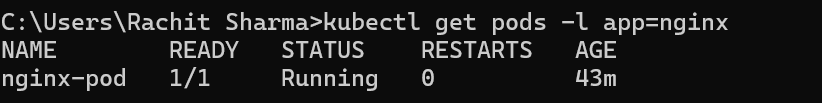 C:\Users\Rachit Sharma>kubectl get pods -l app=nginx
NAME        READY   STATUS    RESTARTS   AGE
nginx-pod   1/1     Running   0          43m